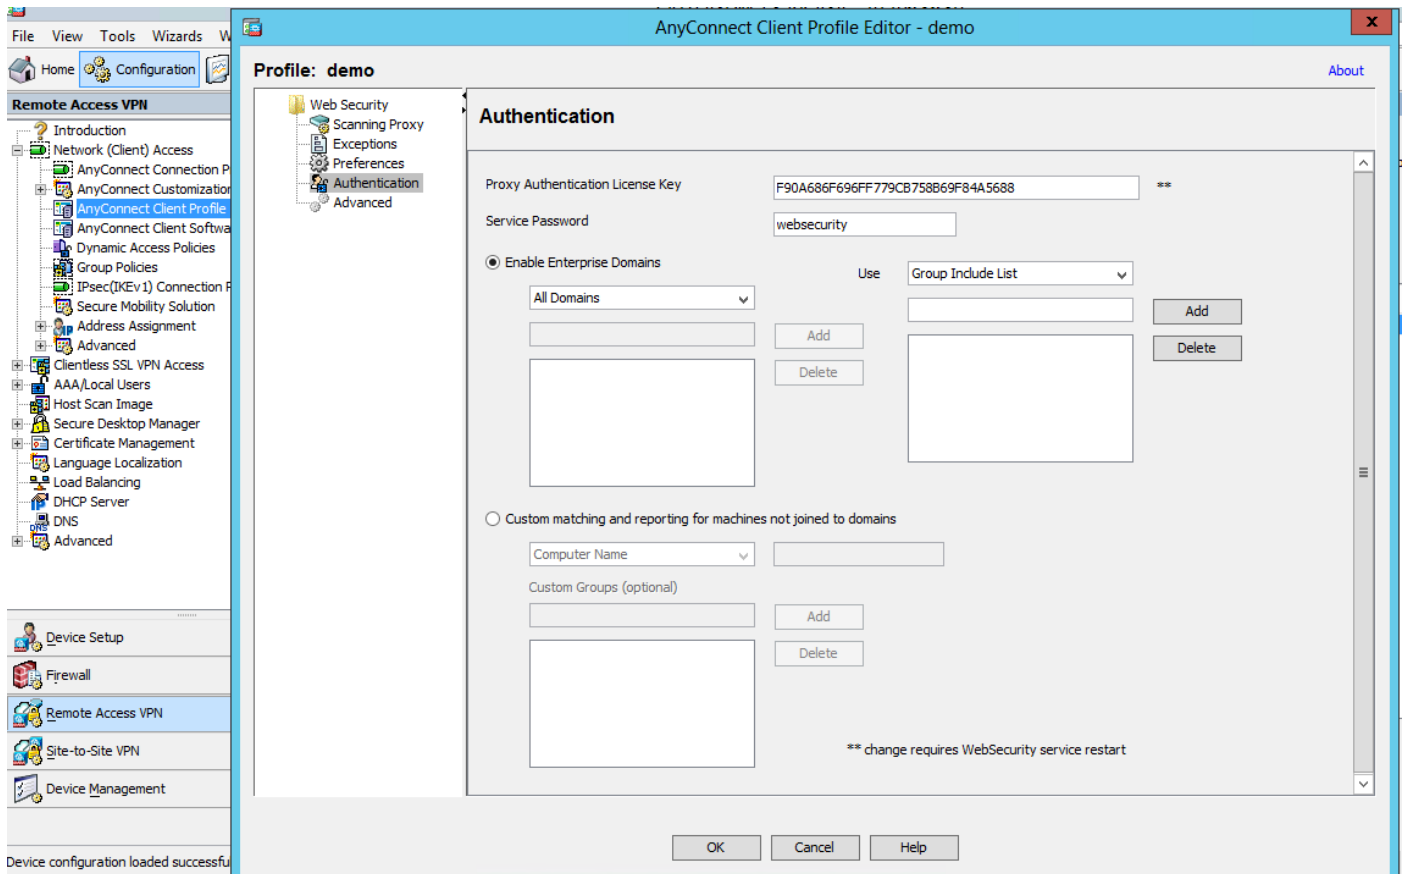 AnyConnect Client Profile Editor - demo
X
File View Tools Wizards W
Home Configuration
Remote Access VPN
Introduction
Network (Client) Access
AnyConnect Connection P
AnyConnect Customization
AnyConnect Client Profile
AnyConnect Client Softwa
Dynamic Access Policies
Group Policies
IPsec(IKEv1) Connection P
Secure Mobility Solution
Address Assignment
Advanced
Clientless SSL VPN Access
AAA/Local Users
Host Scan Image
Secure Desktop Manager
Certificate Management
Language Localization
Load Balancing
DHCP Server
DNS
Advanced
Device Setup
Firewall
Remote Access VPN
Site-to-Site VPN
Device Management
Device configuration loaded successfu
Profile: demo
About
Web Security
Scanning Proxy
Exceptions
Preferences
Authentication
Advanced
Authentication
Proxy Authentication License Key F90A686F696FF779CB758B69F84A5688 **
Service Password websecurity
Enable Enterprise Domains
Use Group Include List
All Domains
Add
Delete
Add
Delete
Custom matching and reporting for machines not joined to domains
Computer Name
Custom Groups (optional)
Add
Delete
** change requires WebSecurity service restart
OK Cancel Help